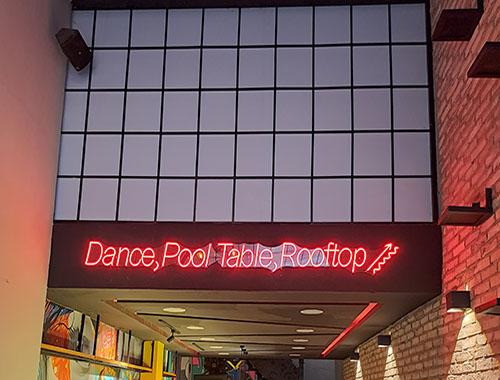 Dance, Pool Table, Rooftop